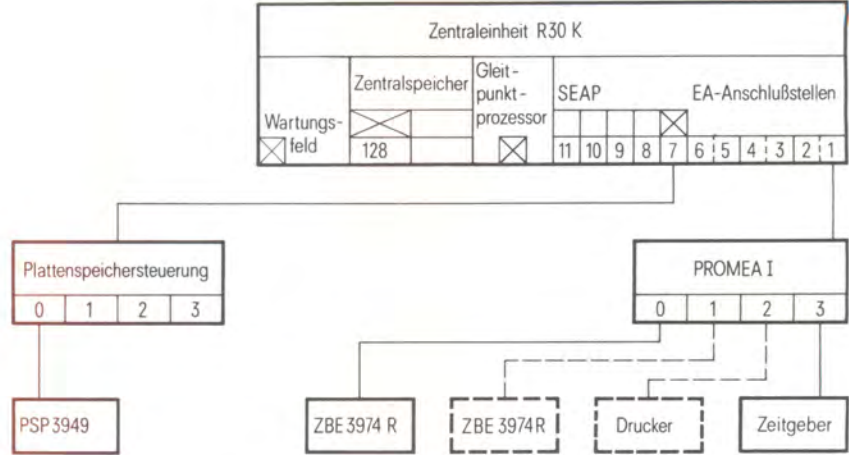 Zentraleinheit R30 K
Wartungs-
feld
Zentralspeicher
128
Gleit-
punkt-
prozessor
SEAP EA-Anschlußstellen
11 10 9 8 7 6 5 4 3 2 1
Plattenspeichersteuerung
0 1 2 3
PROMEA I
0 1 2 3
PSP 3949
ZBE 3974 R
ZBE 3974 R
Drucker
Zeitgeber